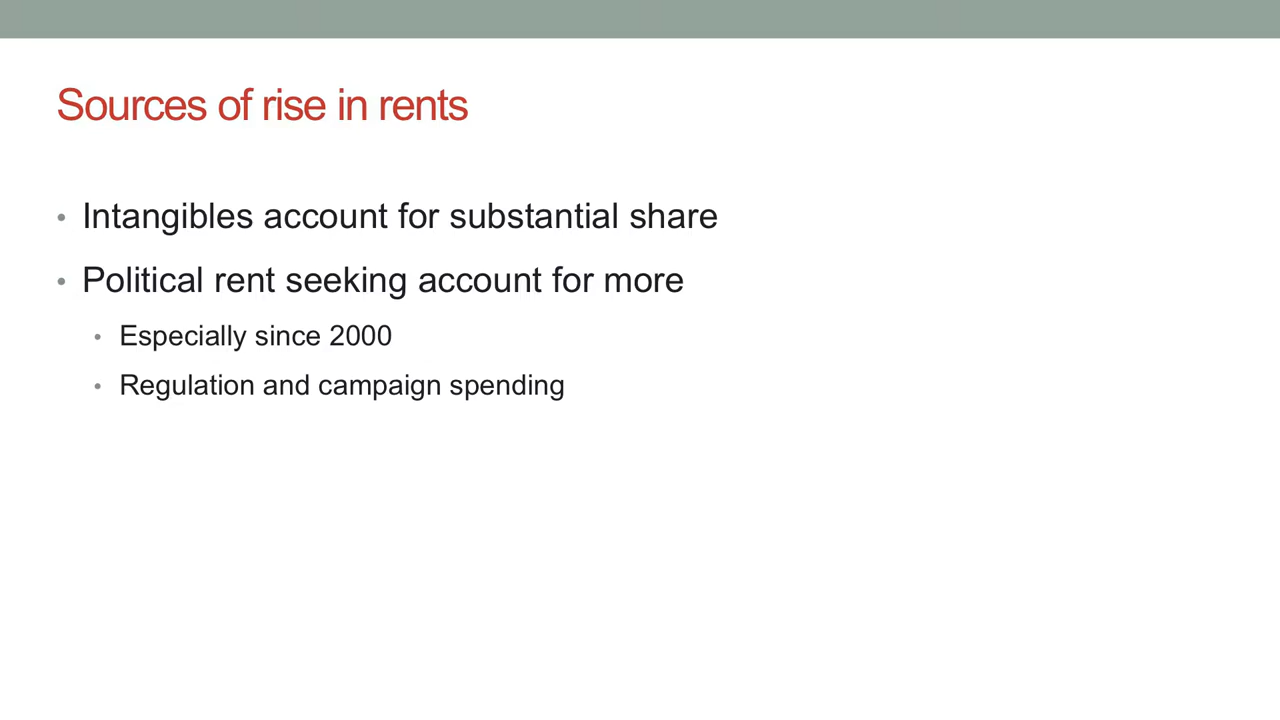 Sources of rise in rents
• Intangibles account for substantial share
• Political rent seeking account for more
• Especially since 2000
• Regulation and campaign spending